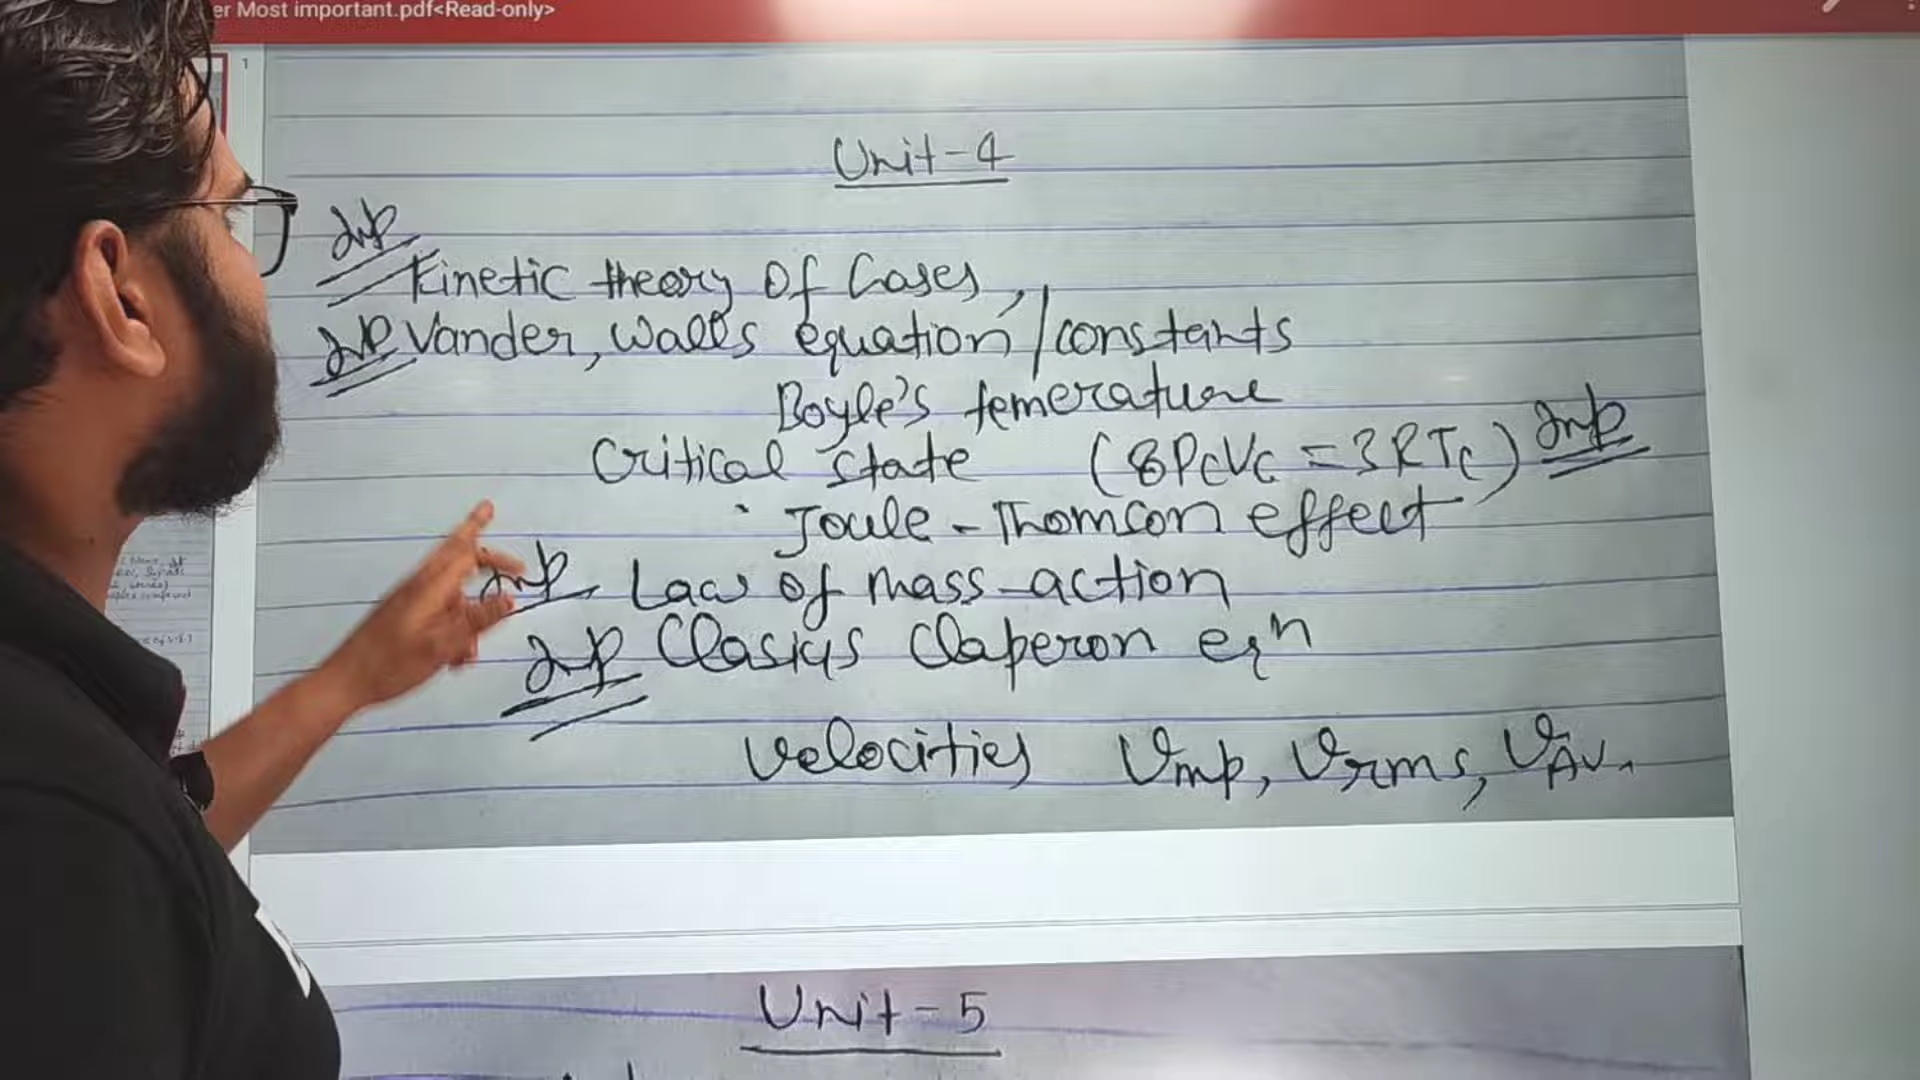 er Most important.pdf<Read-only>
1
Unit-4
Imp
Kinetic theory of Gases,
Imp Vander, Wall's equation/constants
Boyle's temerature
Critical state (8PcVc = 3RTc) Imp
Joule-Thomson effect
Imp Law of mass-action
Imp Clasius Claperon eqn
Velocities Vmp, Vrms, VAv.
Unit-5